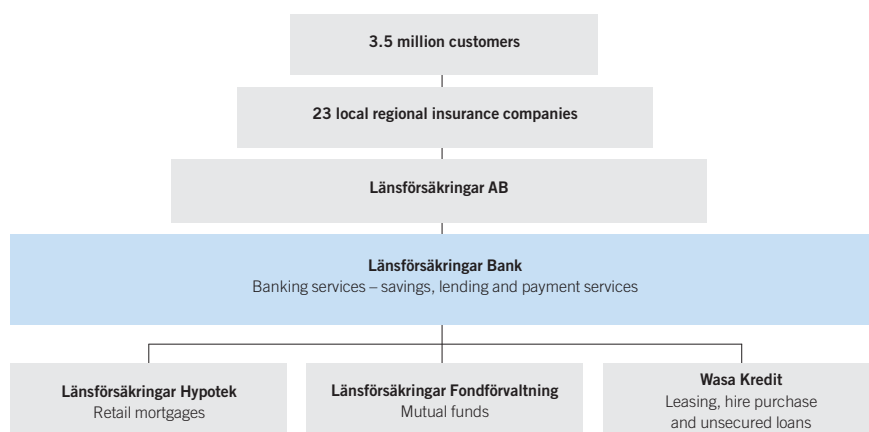 3.5 million customers
23 local regional insurance companies
Länsförsäkringar AB
Länsförsäkringar Bank
Banking services – savings, lending and payment services
Länsförsäkringar Hypotek
Retail mortgages
Länsförsäkringar Fondförvaltning
Mutual funds
Wasa Kredit
Leasing, hire purchase
and unsecured loans